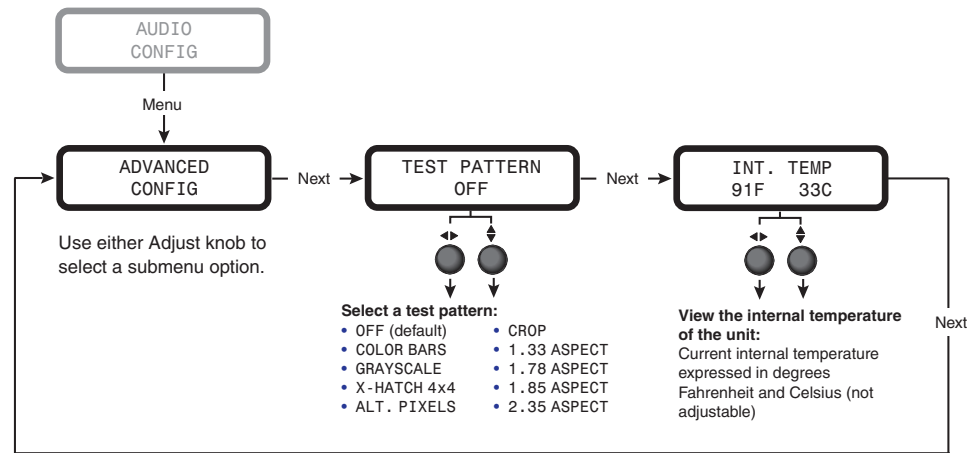 AUDIO
CONFIG
Menu
ADVANCED
CONFIG
Next
TEST PATTERN
OFF
Next
INT. TEMP
91F 33C
Use either Adjust knob to
select a submenu option.
Select a test pattern:
• OFF (default)
• COLOR BARS
• GRAYSCALE
• X-HATCH 4x4
• ALT. PIXELS
• CROP
• 1.33 ASPECT
• 1.78 ASPECT
• 1.85 ASPECT
• 2.35 ASPECT
View the internal temperature
of the unit:
Current internal temperature
expressed in degrees
Fahrenheit and Celsius (not
adjustable)
Next